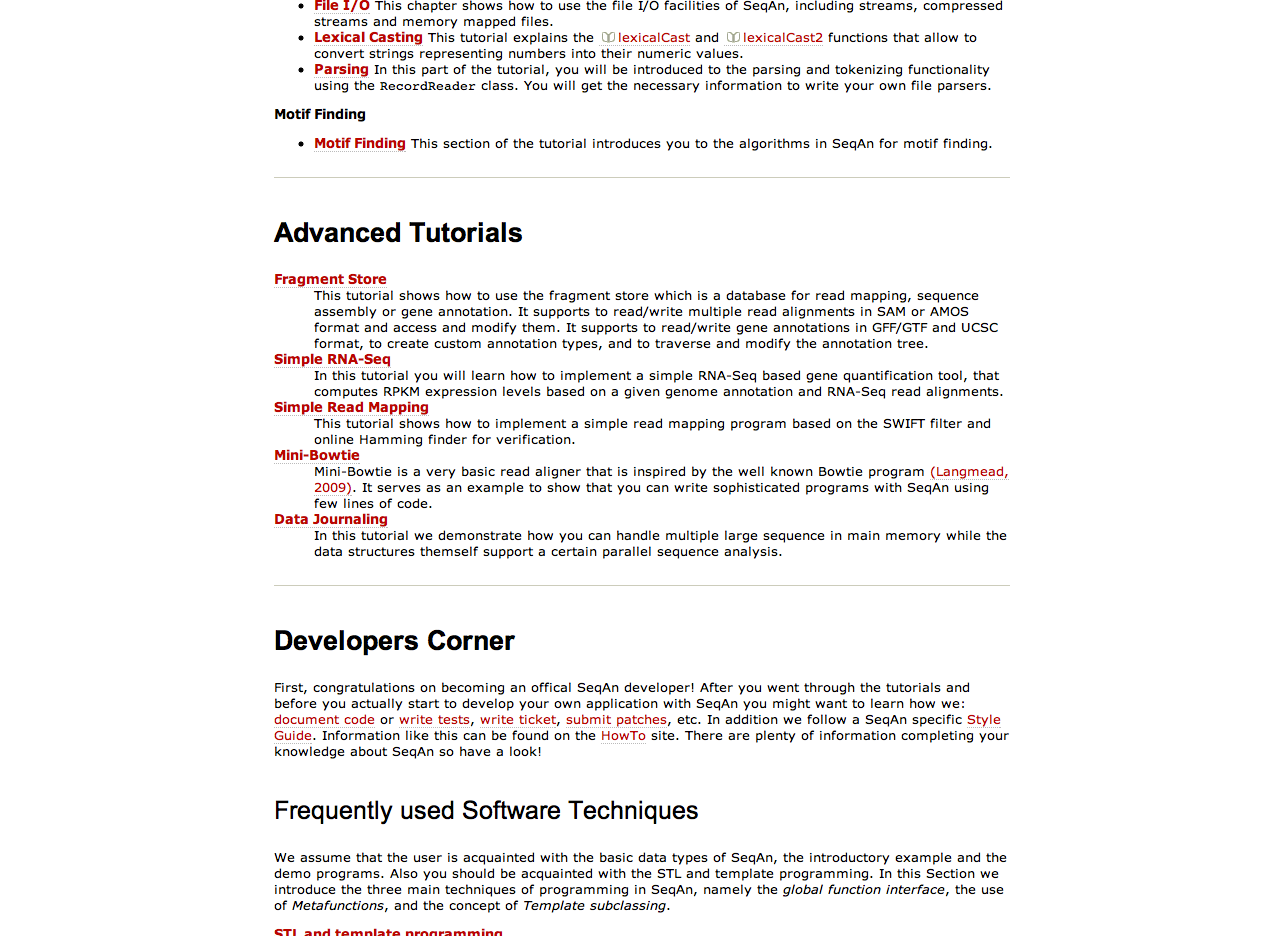 File I/O This chapter shows how to use the file I/O facilities of SeqAn, including streams, compressed
streams and memory mapped files.
Lexical Casting This tutorial explains the lexicalCast and lexicalCast2 functions that allow to
convert strings representing numbers into their numeric values.
Parsing In this part of the tutorial, you will be introduced to the parsing and tokenizing functionality
using the RecordReader class. You will get the necessary information to write your own file parsers.
Motif Finding
Motif Finding This section of the tutorial introduces you to the algorithms in SeqAn for motif finding.
Advanced Tutorials
Fragment Store
This tutorial shows how to use the fragment store which is a database for read mapping, sequence
assembly or gene annotation. It supports to read/write multiple read alignments in SAM or AMOS
format and access and modify them. It supports to read/write gene annotations in GFF/GTF and UCSC
format, to create custom annotation types, and to traverse and modify the annotation tree.
Simple RNA-Seq
In this tutorial you will learn how to implement a simple RNA-Seq based gene quantification tool, that
computes RPKM expression levels based on a given genome annotation and RNA-Seq read alignments.
Simple Read Mapping
This tutorial shows how to implement a simple read mapping program based on the SWIFT filter and
online Hamming finder for verification.
Mini-Bowtie
Mini-Bowtie is a very basic read aligner that is inspired by the well known Bowtie program (Langmead,
2009). It serves as an example to show that you can write sophisticated programs with SeqAn using
few lines of code.
Data Journaling
In this tutorial we demonstrate how you can handle multiple large sequence in main memory while the
data structures themself support a certain parallel sequence analysis.
Developers Corner
First, congratulations on becoming an offical SeqAn developer! After you went through the tutorials and
before you actually start to develop your own application with SeqAn you might want to learn how we:
document code or write tests, write ticket, submit patches, etc. In addition we follow a SeqAn specific Style
Guide. Information like this can be found on the HowTo site. There are plenty of information completing your
knowledge about SeqAn so have a look!
Frequently used Software Techniques
We assume that the user is acquainted with the basic data types of SeqAn, the introductory example and the
demo programs. Also you should be acquainted with the STL and template programming. In this Section we
introduce the three main techniques of programming in SeqAn, namely the global function interface, the use
of Metafunctions, and the concept of Template subclassing.
STL and template programming